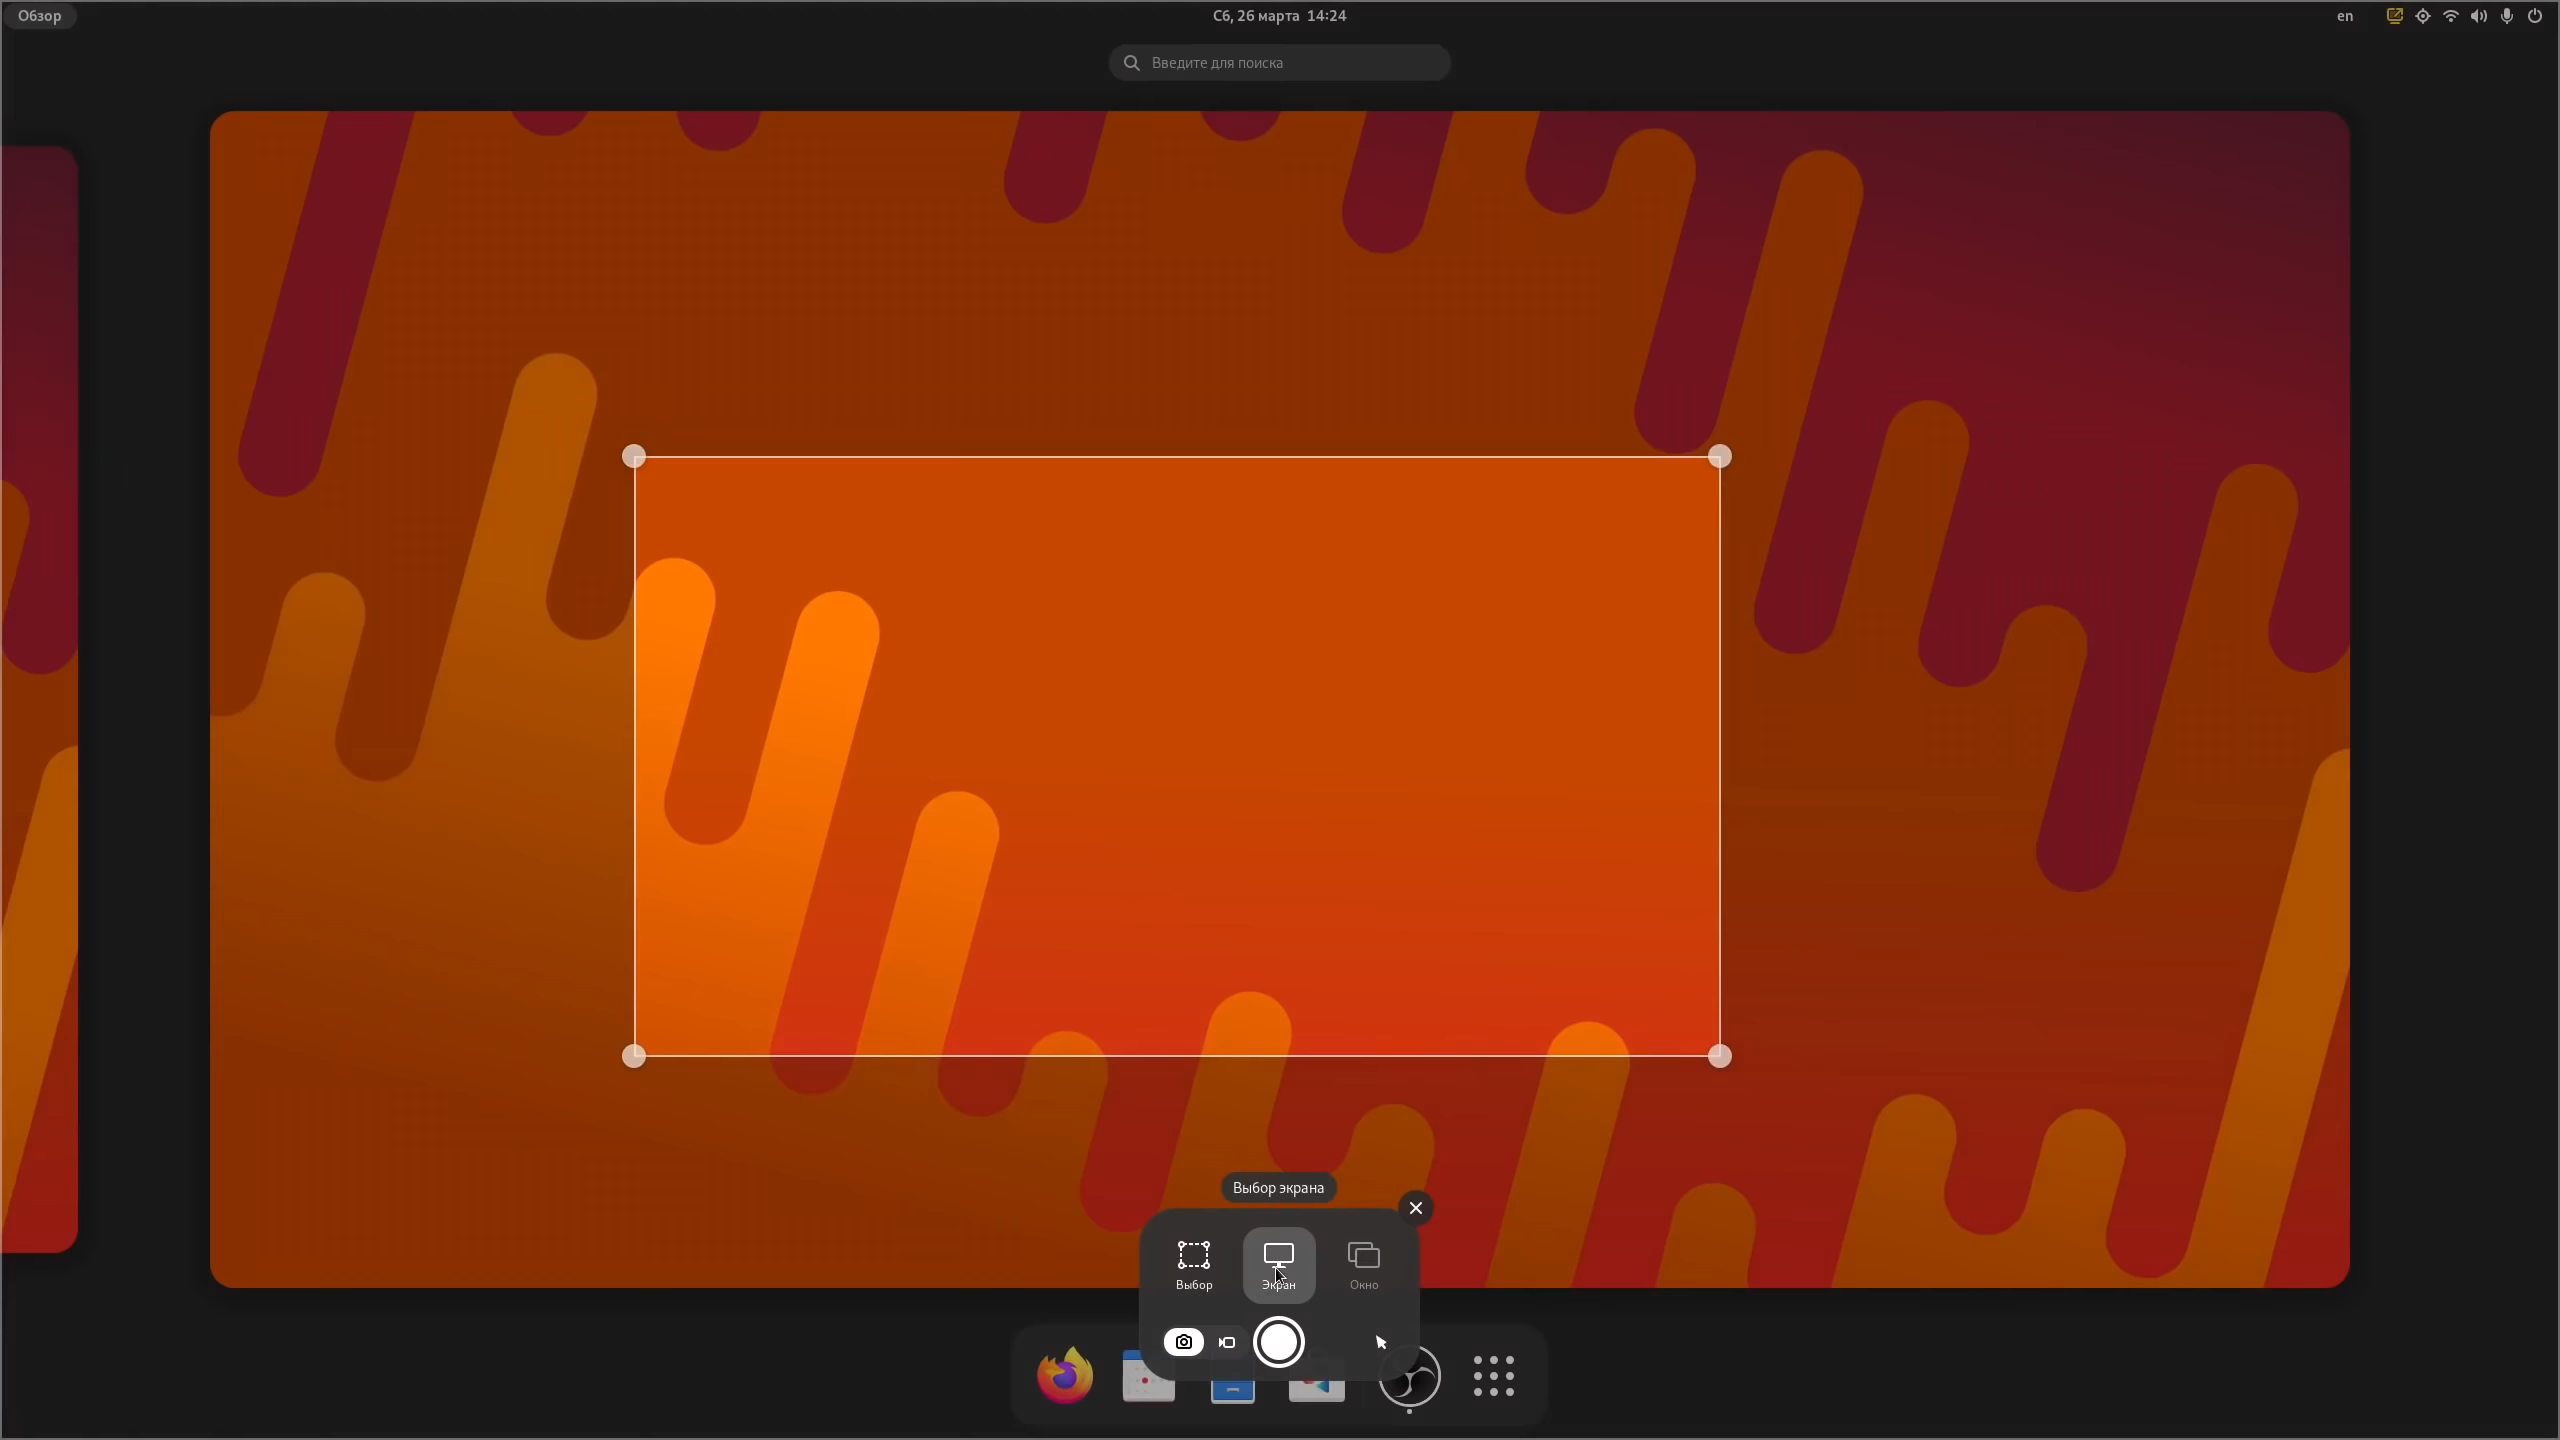 Обзор
Сб, 26 марта 14:24
en
Введите для поиска
Выбор экрана
Выбор
Экран
Окно